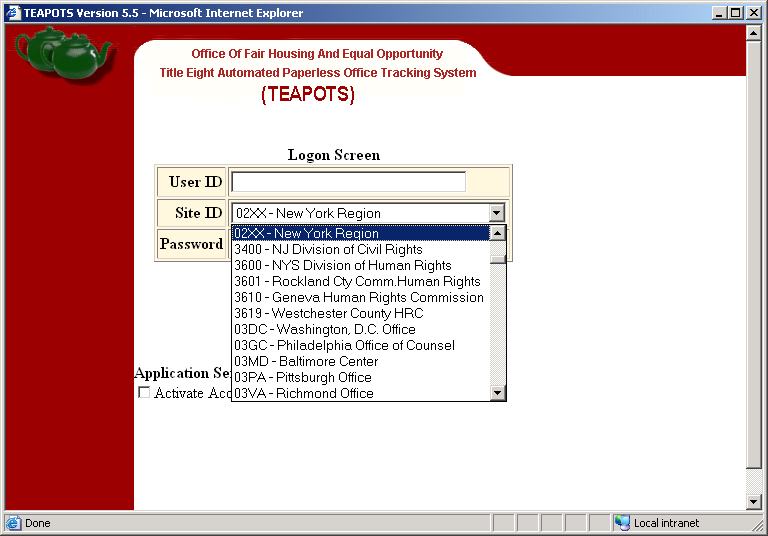 TEAPOTS Version 5.5 - Microsoft Internet Explorer
Office Of Fair Housing And Equal Opportunity
Title Eight Automated Paperless Office Tracking System
(TEAPOTS)
Logon Screen
User ID
Site ID 02XX - New York Region
Password
02XX - New York Region
3400 - NJ Division of Civil Rights
3600 - NYS Division of Human Rights
3601 - Rockland Cty Comm.Human Rights
3610 - Geneva Human Rights Commission
3619 - Westchester County HRC
03DC - Washington, D.C. Office
03GC - Philadelphia Office of Counsel
03MD - Baltimore Center
03PA - Pittsburgh Office
03VA - Richmond Office
Application Se
Activate Acc
Done
Local intranet